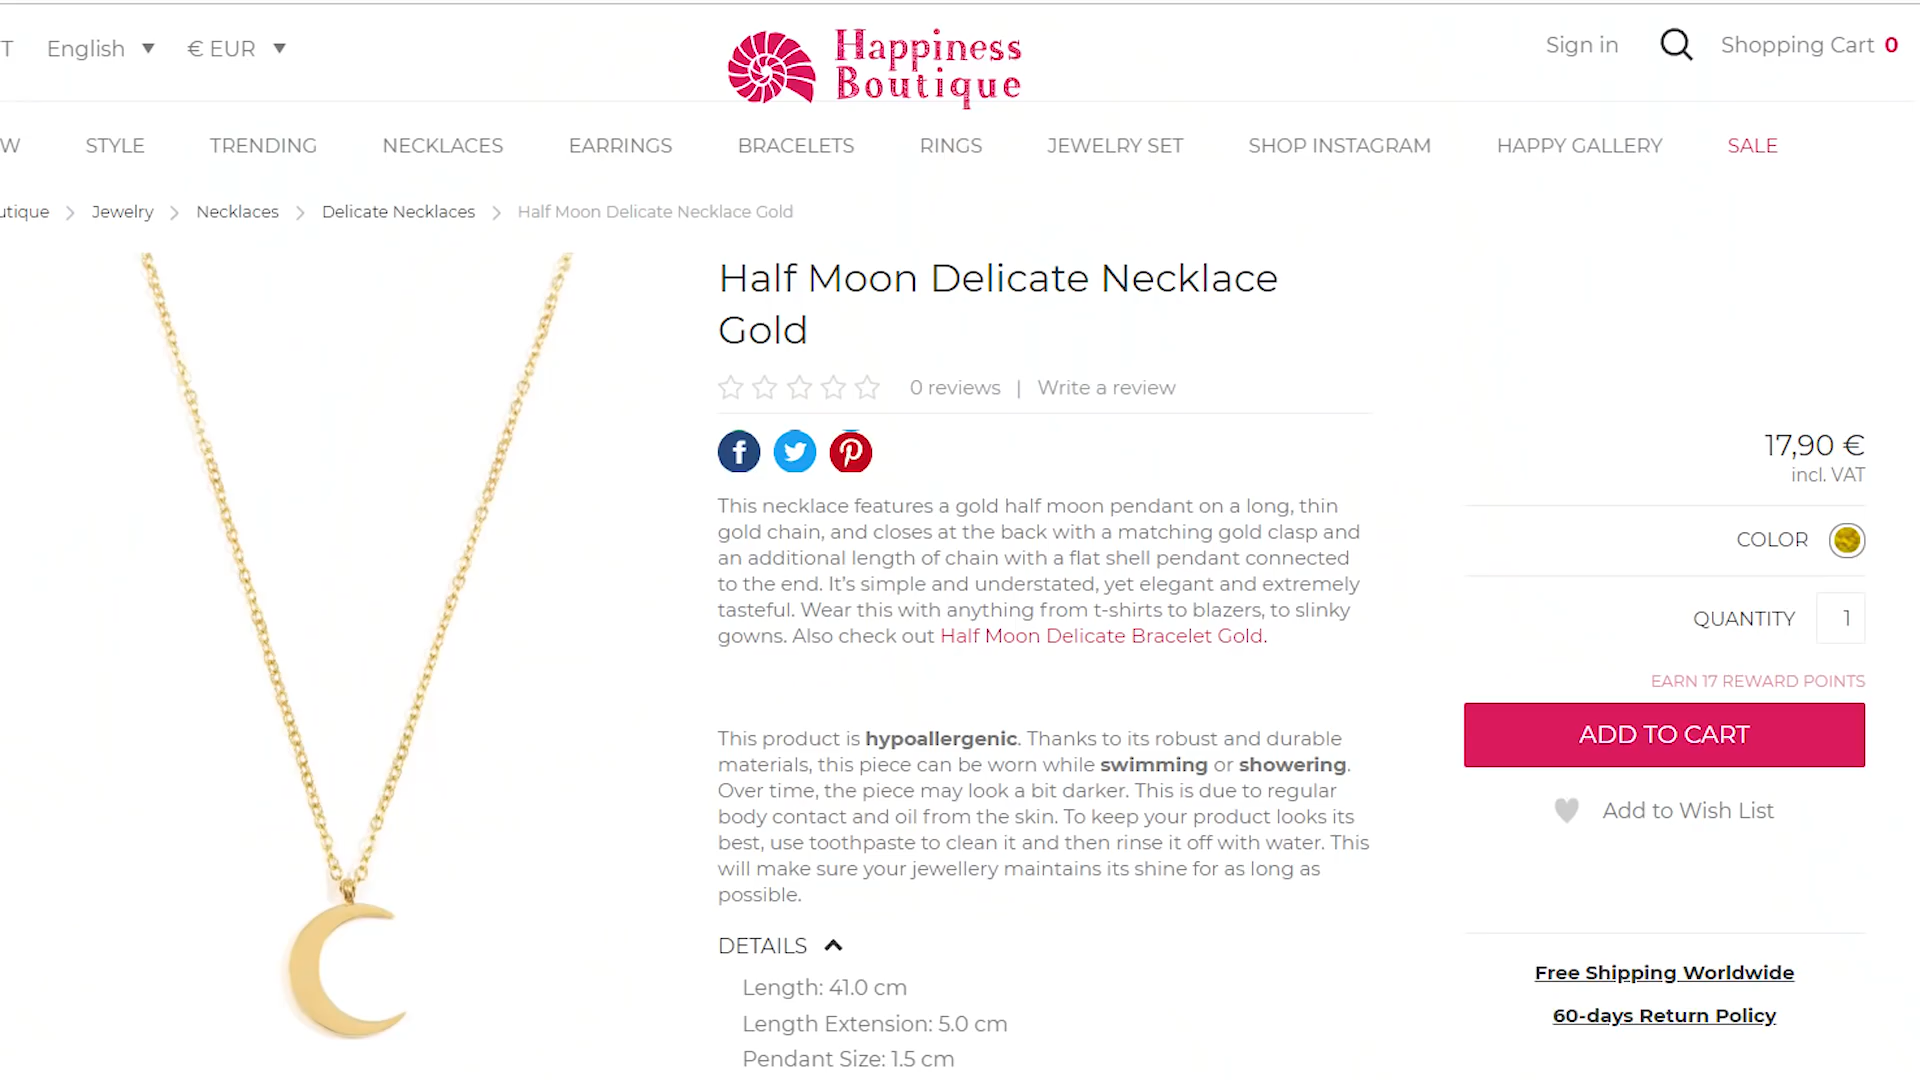 T English ▼ € EUR ▼
Happiness
Boutique
Sign in Shopping Cart 0
W STYLE TRENDING NECKLACES EARRINGS BRACELETS RINGS JEWELRY SET SHOP INSTAGRAM HAPPY GALLERY SALE
utique > Jewelry > Necklaces > Delicate Necklaces > Half Moon Delicate Necklace Gold
Half Moon Delicate Necklace
Gold
0 reviews | Write a review
This necklace features a gold half moon pendant on a long, thin
gold chain, and closes at the back with a matching gold clasp and
an additional length of chain with a flat shell pendant connected
to the end. It’s simple and understated, yet elegant and extremely
tasteful. Wear this with anything from t-shirts to blazers, to slinky
gowns. Also check out Half Moon Delicate Bracelet Gold.
This product is hypoallergenic. Thanks to its robust and durable
materials, this piece can be worn while swimming or showering.
Over time, the piece may look a bit darker. This is due to regular
body contact and oil from the skin. To keep your product looks its
best, use toothpaste to clean it and then rinse it off with water. This
will make sure your jewellery maintains its shine for as long as
possible.
DETAILS
Length: 41.0 cm
Length Extension: 5.0 cm
Pendant Size: 1.5 cm
17,90 €
incl. VAT
COLOR
QUANTITY 1
EARN 17 REWARD POINTS
ADD TO CART
Add to Wish List
Free Shipping Worldwide
60-days Return Policy